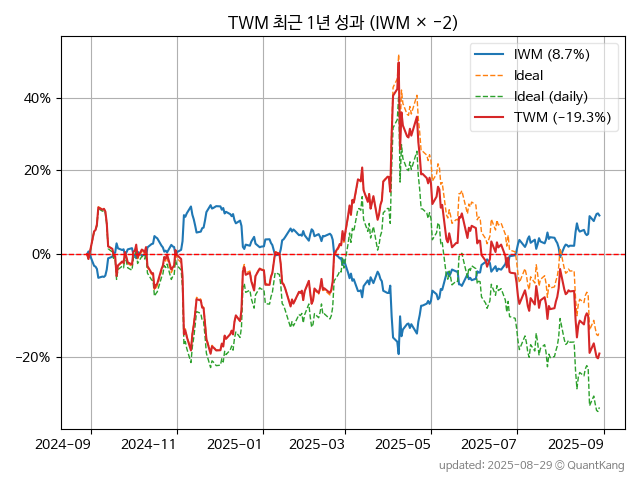 TWM 최근 1년 성과 (IWM × −2)
IWM (8.7%)
Ideal
Ideal (daily)
TWM (−19.3%)
40%
20%
0%
−20%
2024-09
2024-11
2025-01
2025-03
2025-05
2025-07
2025-09
updated: 2025-08-29 © QuantKang